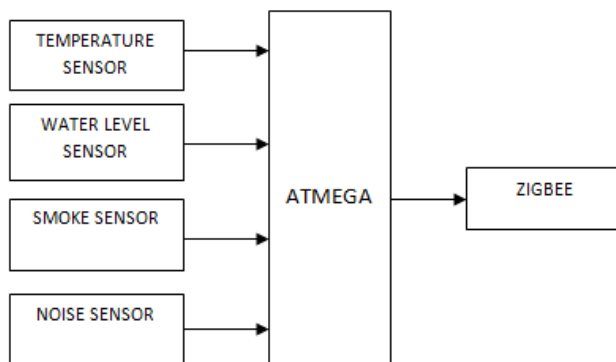 TEMPERATURE
SENSOR
WATER LEVEL
SENSOR
SMOKE SENSOR
NOISE SENSOR
ATMEGA
ZIGBEE